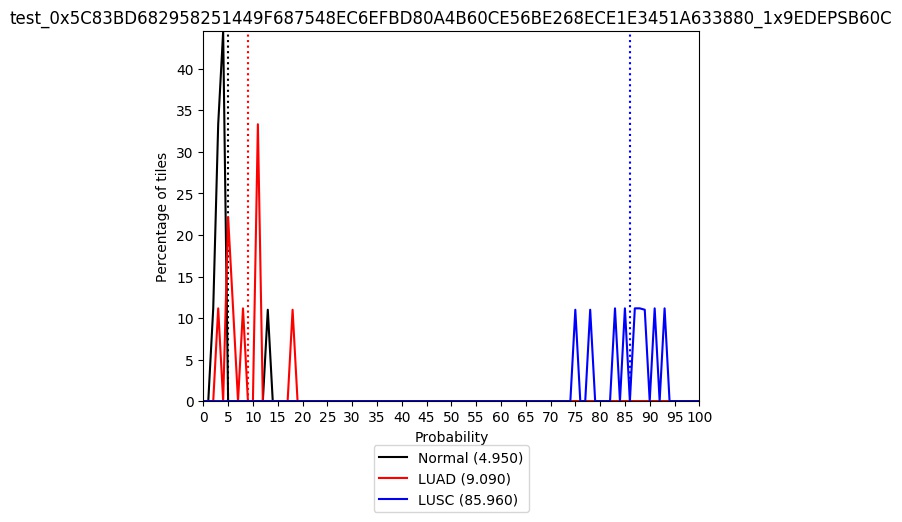 test_0x5C83BD682958251449F687548EC6EFBD80A4B60CE56BE268ECE1E3451A633880_1x9EDEPSB60C
40
35
30
25
20
15
10
5
0
Percentage of tiles
0 5 10 15 20 25 30 35 40 45 50 55 60 65 70 75 80 85 90 95 100
Probability
Normal (4.950)
LUAD (9.090)
LUSC (85.960)